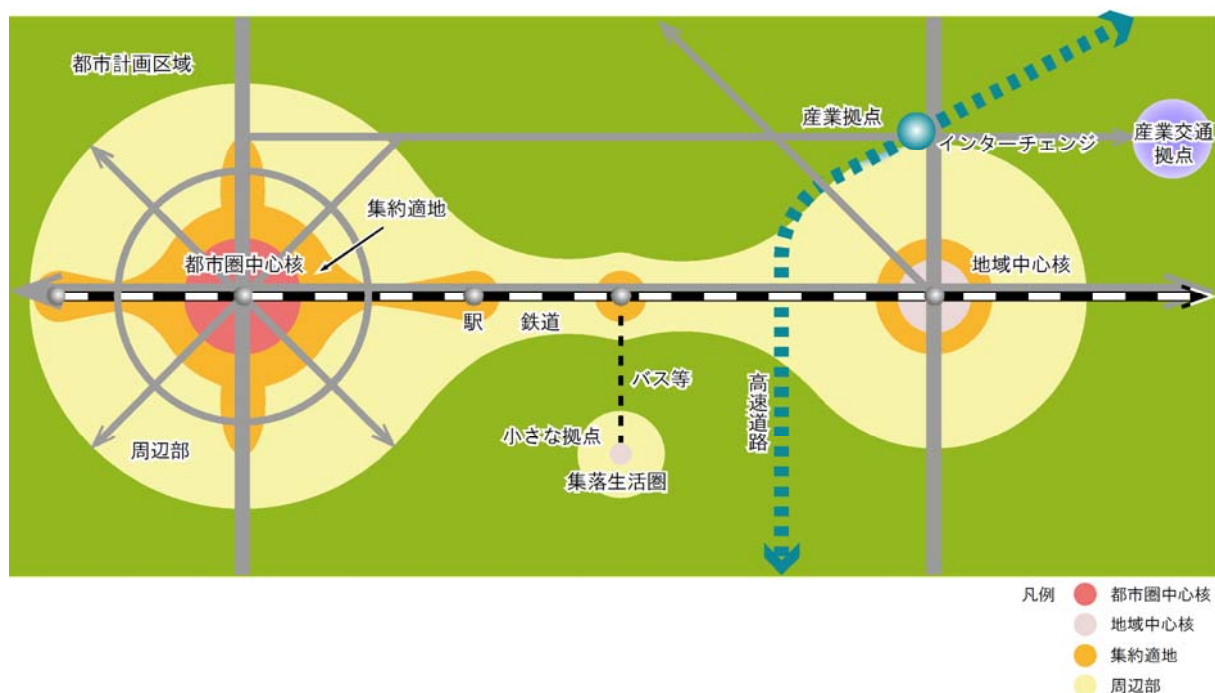 都市計画区域
産業拠点
インターチェンジ
産業交通
拠点
集約適地
都市圏中心核
地域中心核
駅
鉄道
バス等
高速道路
小さな拠点
周辺部
集落生活圏
凡例
都市圏中心核
地域中心核
集約適地
周辺部